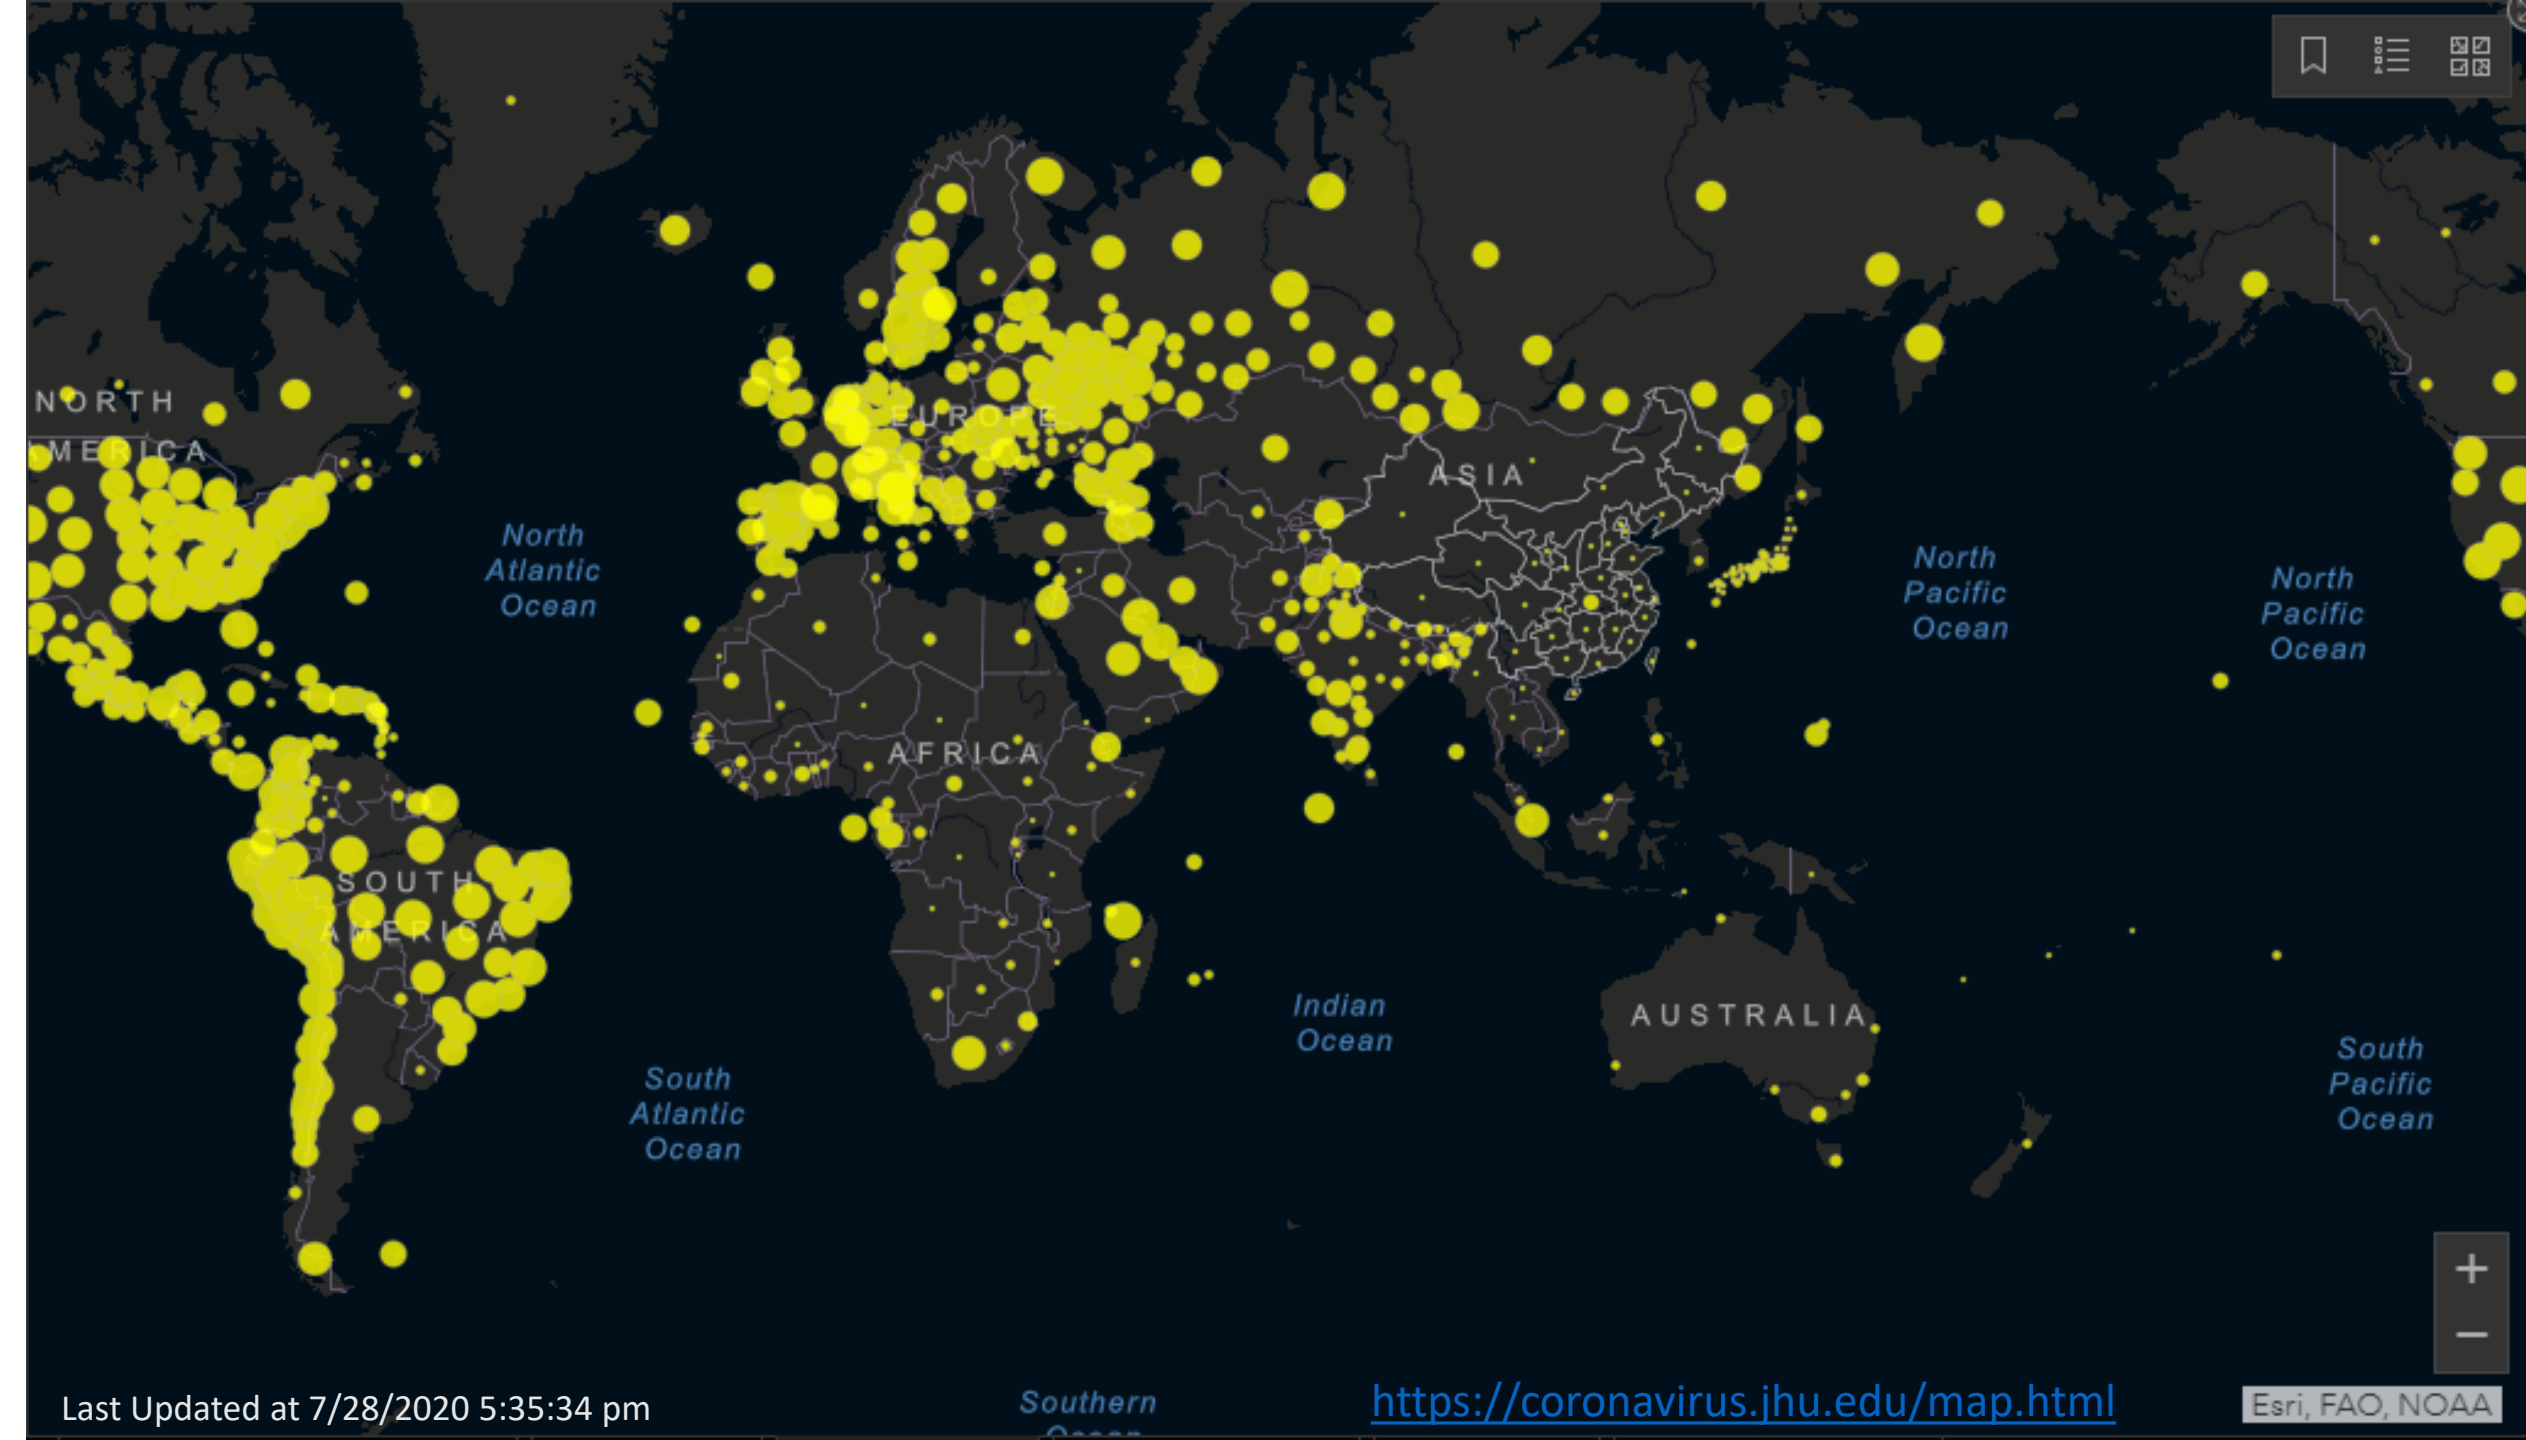 NORTH
AMERICA
EUROPE
ASIA
North
Atlantic
Ocean
North
Pacific
Ocean
North
Pacific
Ocean
AFRICA
SOUTH
AMERICA
Indian
Ocean
AUSTRALIA
South
Atlantic
Ocean
South
Pacific
Ocean
Southern
Ocean
Last Updated at 7/28/2020 5:35:34 pm
https://coronavirus.jhu.edu/map.html
Esri, FAO, NOAA